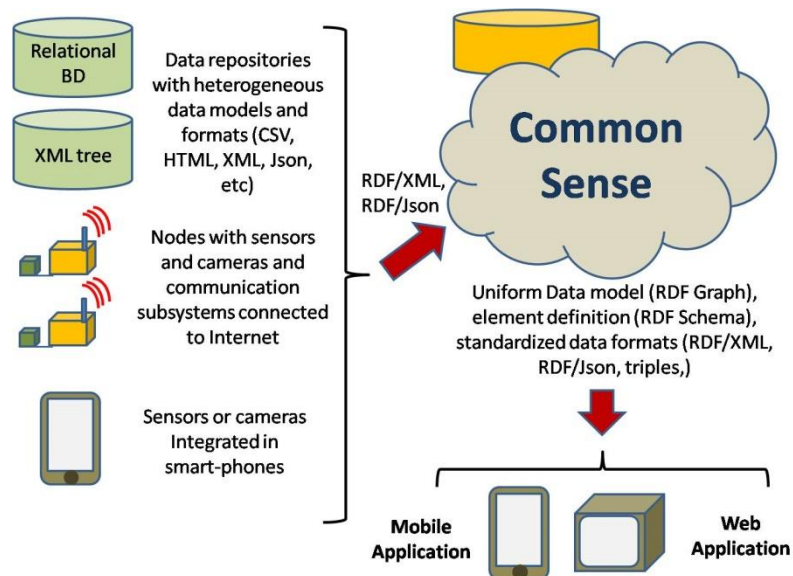 Relational
BD
Data repositories
with heterogeneous
data models and
formats (CSV,
HTML, XML, Json,
etc)
XML tree
Nodes with sensors
and cameras and
communication
subsystems connected
to Internet
Sensors or cameras
Integrated in
smart-phones
RDF/XML,
RDF/Json
Common
Sense
Uniform Data model (RDF Graph),
element definition (RDF Schema),
standardized data formats (RDF/XML,
RDF/Json, triples,)
Mobile
Application
Web
Application